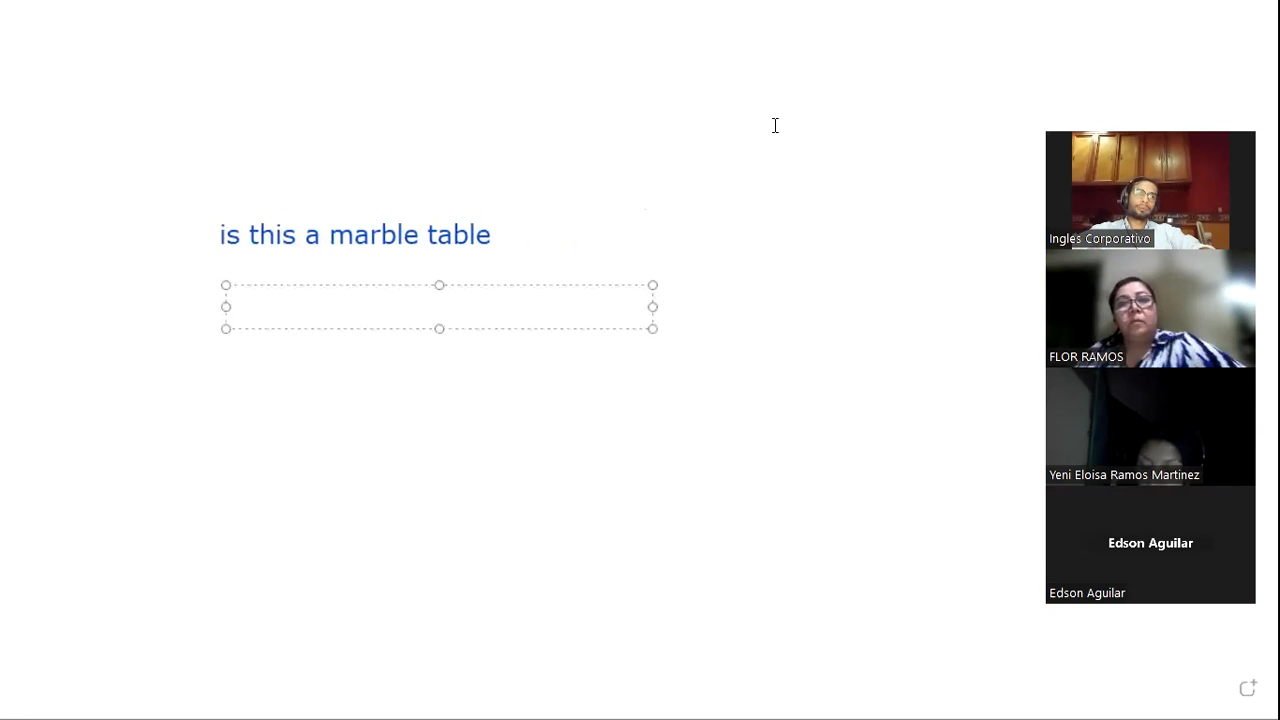 is this a marble table
Ingles Corporativo
FLOR RAMOS
Yeni Eloisa Ramos Martinez
Edson Aguilar
Edson Aguilar